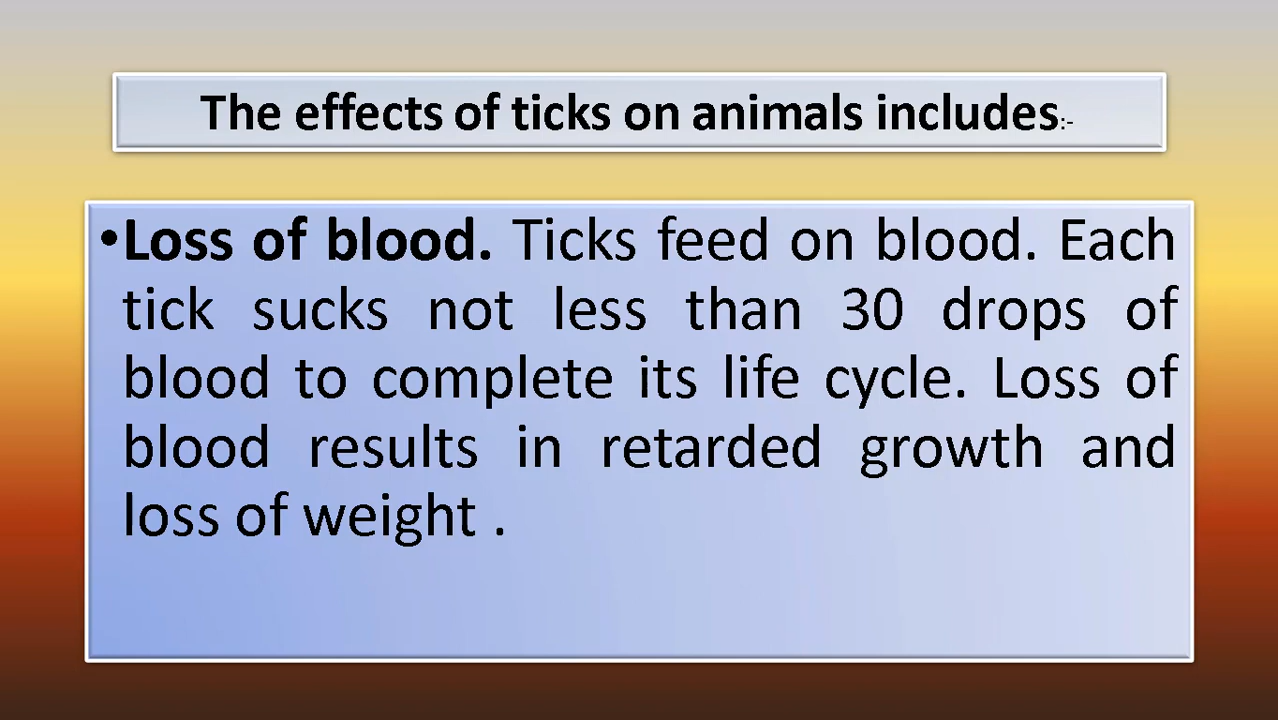 The effects of ticks on animals includes:-
•Loss of blood. Ticks feed on blood. Each
tick sucks not less than 30 drops of
blood to complete its life cycle. Loss of
blood results in retarded growth and
loss of weight .